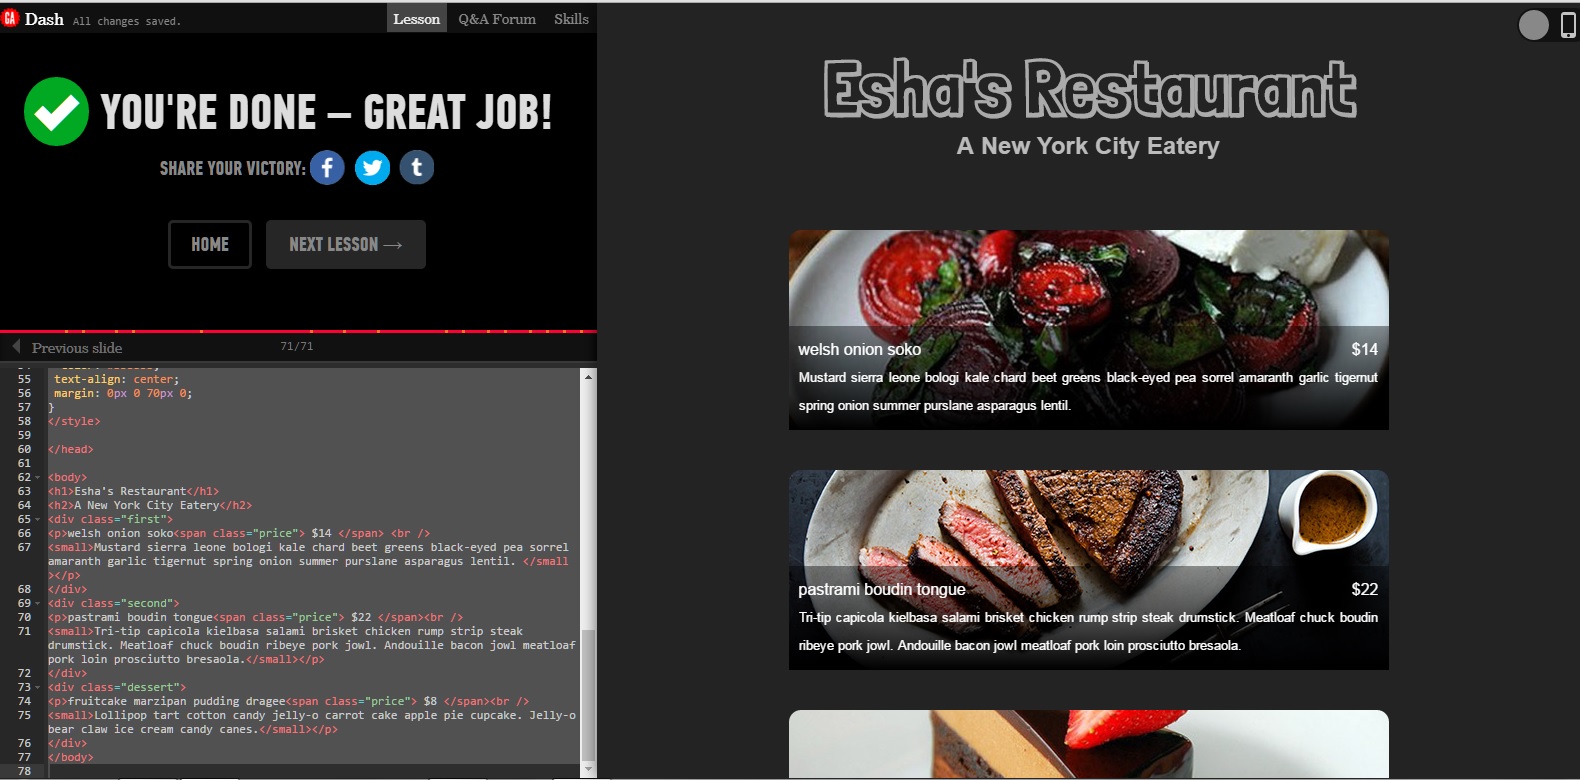 GA Dash All changes saved. Lesson Q&A Forum Skills
YOU'RE DONE – GREAT JOB!
SHARE YOUR VICTORY: f t
HOME NEXT LESSON →
Previous slide 71/71
55 text-align: center;
56 margin: 0px 0 70px 0;
57 }
58 </style>
59
60 </head>
61
62 <body>
63 <h1>Esha's Restaurant</h1>
64 <h2>A New York City Eatery</h2>
65 <div class="first">
66 <p>welsh onion soko<span class="price"> $14 </span> <br />
67 <small>Mustard sierra leone bologi kale chard beet greens black-eyed pea sorrel
amaranth garlic tigernut spring onion summer purslane asparagus lentil. </small
></p>
68 </div>
69 <div class="second">
70 <p>pastrami boudin tongue<span class="price"> $22 </span><br />
71 <small>Tri-tip capicola kielbasa salami brisket chicken rump strip steak
drumstick. Meatloaf chuck boudin ribeye pork jowl. Andouille bacon jowl meatloaf
pork loin prosciutto bresaola.</small></p>
72 </div>
73 <div class="dessert">
74 <p>fruitcake marzipan pudding dragee<span class="price"> $8 </span><br />
75 <small>Lollipop tart cotton candy jelly-o carrot cake apple pie cupcake. Jelly-o
bear claw ice cream candy canes.</small></p>
76 </div>
77 </body>
78
Esha's Restaurant
A New York City Eatery
welsh onion soko $14
Mustard sierra leone bologi kale chard beet greens black-eyed pea sorrel amaranth garlic tigernut
spring onion summer purslane asparagus lentil.
pastrami boudin tongue $22
Tri-tip capicola kielbasa salami brisket chicken rump strip steak drumstick. Meatloaf chuck boudin
ribeye pork jowl. Andouille bacon jowl meatloaf pork loin prosciutto bresaola.